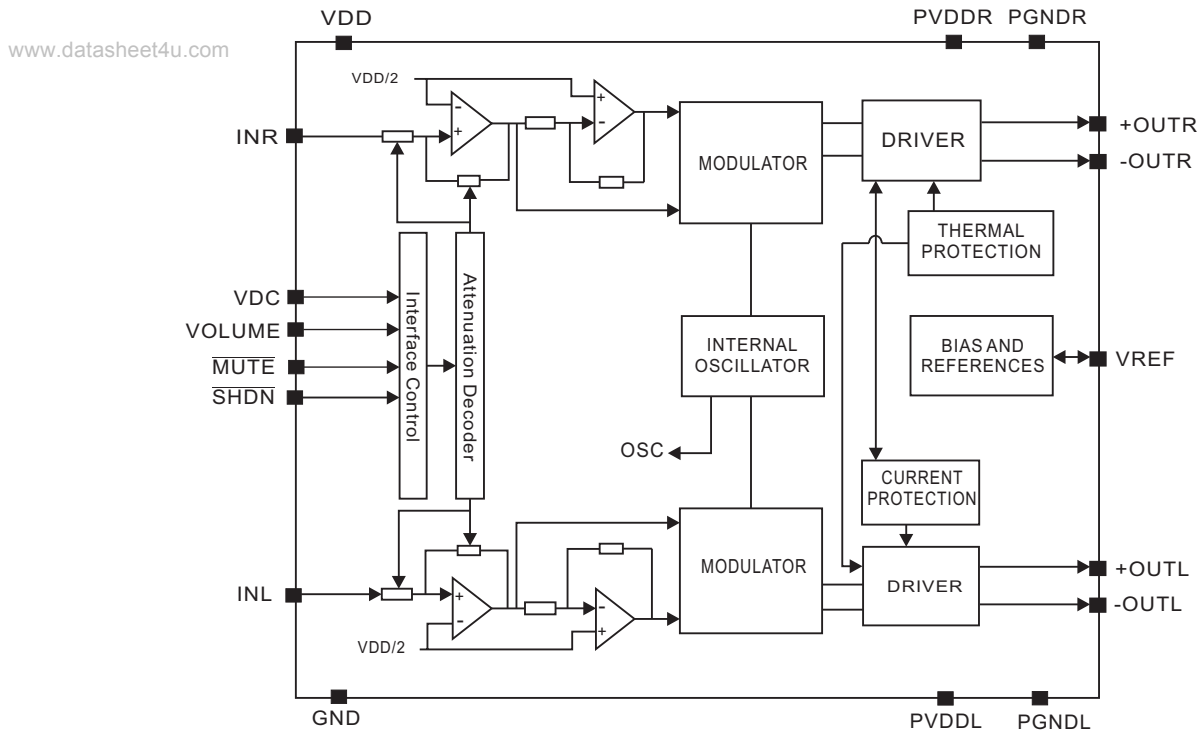 VDD
PVDDR
PGNDR
www.datasheet4u.com
VDD/2
-
+
+
-
INR
MODULATOR
DRIVER
+OUTR
-OUTR
THERMAL
PROTECTION
VDC
VOLUME
MUTE
SHDN
Interface Control
Attenuation Decoder
INTERNAL
OSCILLATOR
BIAS AND
REFERENCES
VREF
OSC
CURRENT
PROTECTION
INL
+
-
-
+
MODULATOR
DRIVER
+OUTL
-OUTL
VDD/2
GND
PVDDL
PGNDL